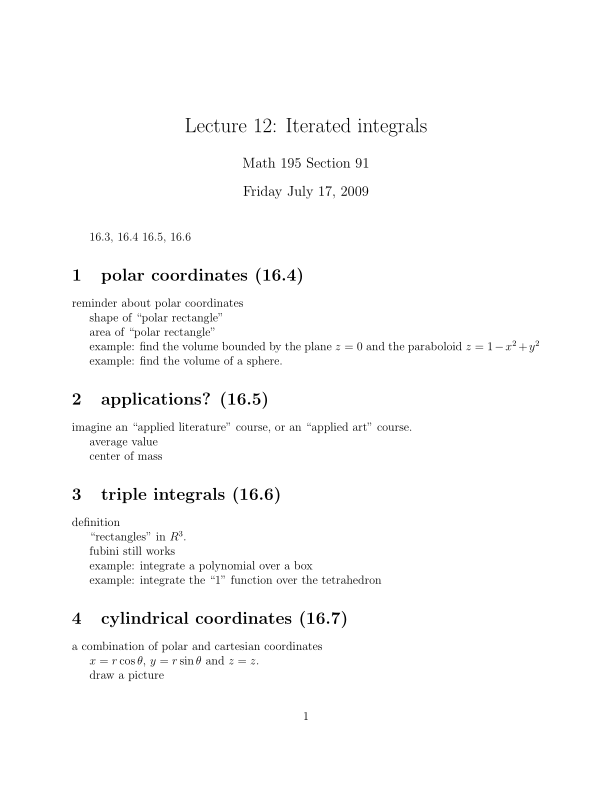 Lecture 12: Iterated integrals
Math 195 Section 91
Friday July 17, 2009
16.3, 16.4 16.5, 16.6
1 polar coordinates (16.4)
reminder about polar coordinates
shape of “polar rectangle”
area of “polar rectangle”
example: find the volume bounded by the plane z = 0 and the paraboloid z = 1−x²+y²
example: find the volume of a sphere.
2 applications? (16.5)
imagine an “applied literature” course, or an “applied art” course.
average value
center of mass
3 triple integrals (16.6)
definition
“rectangles” in R³.
fubini still works
example: integrate a polynomial over a box
example: integrate the “1” function over the tetrahedron
4 cylindrical coordinates (16.7)
a combination of polar and cartesian coordinates
x = r cos θ, y = r sin θ and z = z.
draw a picture
1